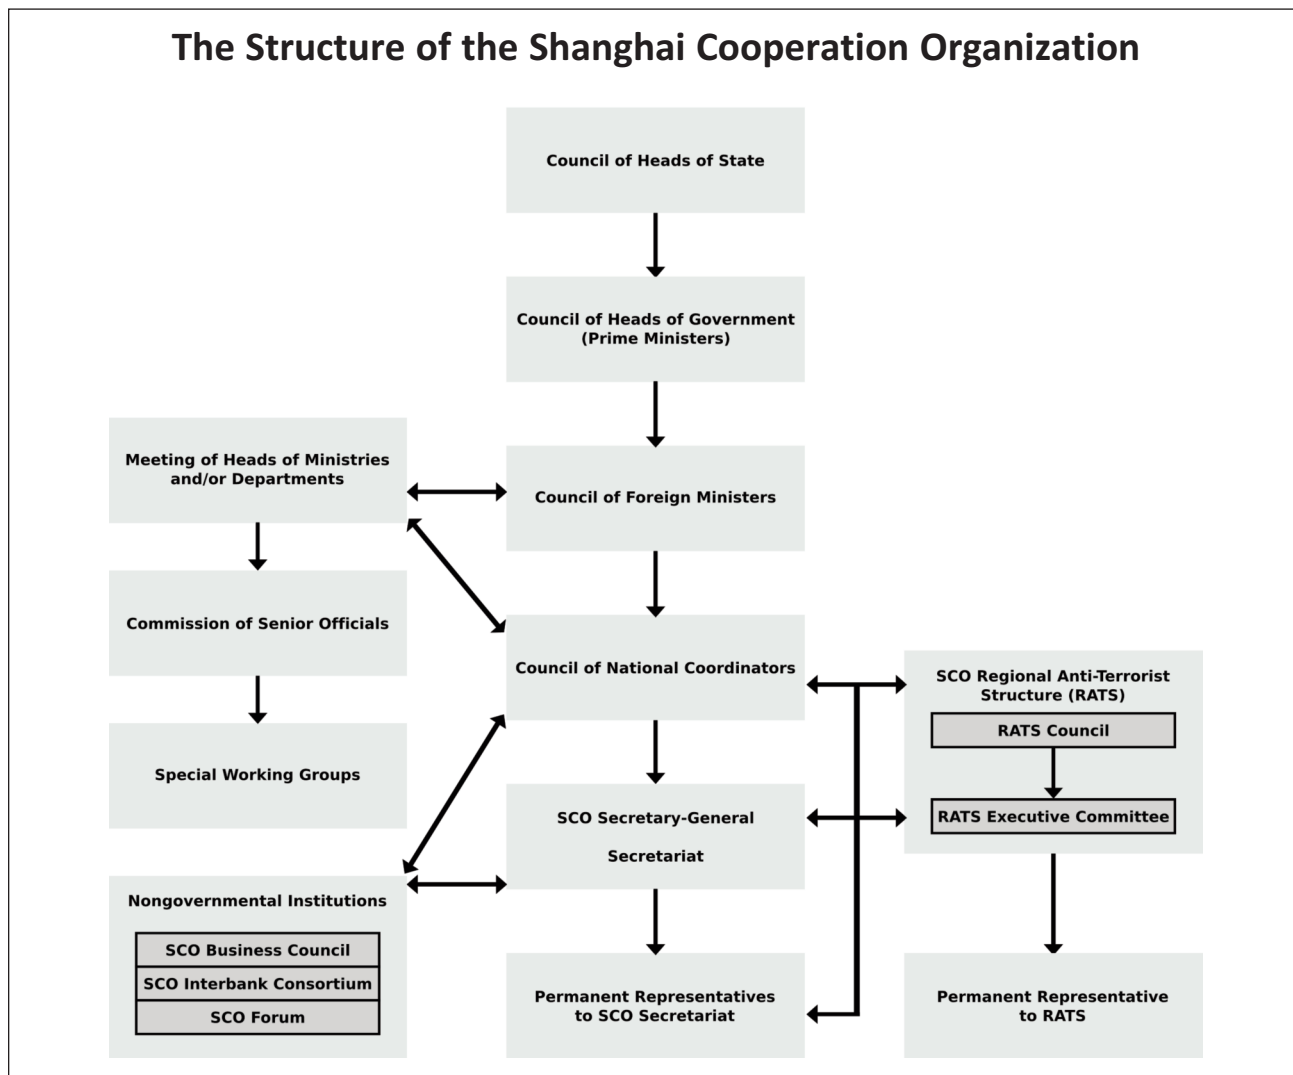 The Structure of the Shanghai Cooperation Organization
Council of Heads of State
Council of Heads of Government
(Prime Ministers)
Meeting of Heads of Ministries
and/or Departments
Council of Foreign Ministers
Commission of Senior Officials
Council of National Coordinators
SCO Regional Anti-Terrorist
Structure (RATS)
RATS Council
RATS Executive Committee
Special Working Groups
SCO Secretary-General
Secretariat
Nongovernmental Institutions
SCO Business Council
SCO Interbank Consortium
SCO Forum
Permanent Representatives
to SCO Secretariat
Permanent Representative
to RATS